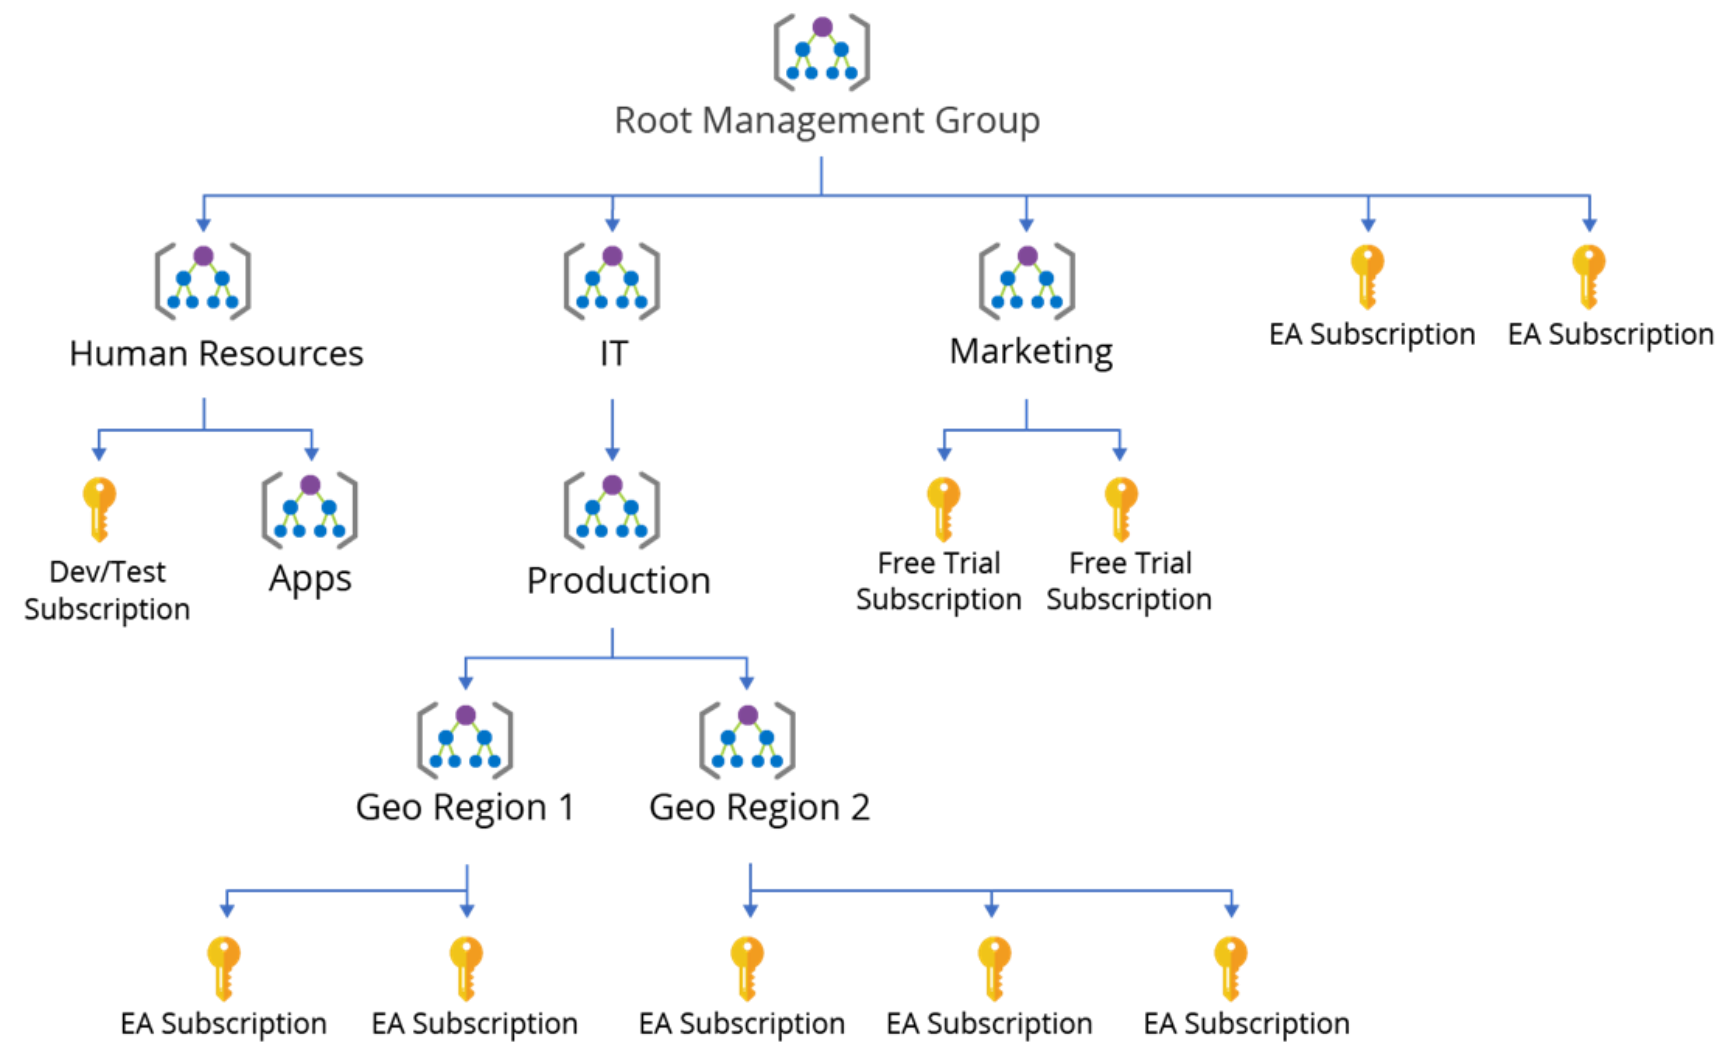 Root Management Group
Human Resources
IT
Marketing
EA Subscription
EA Subscription
Dev/Test
Subscription
Apps
Production
Free Trial
Subscription
Free Trial
Subscription
Geo Region 1
Geo Region 2
EA Subscription
EA Subscription
EA Subscription
EA Subscription
EA Subscription